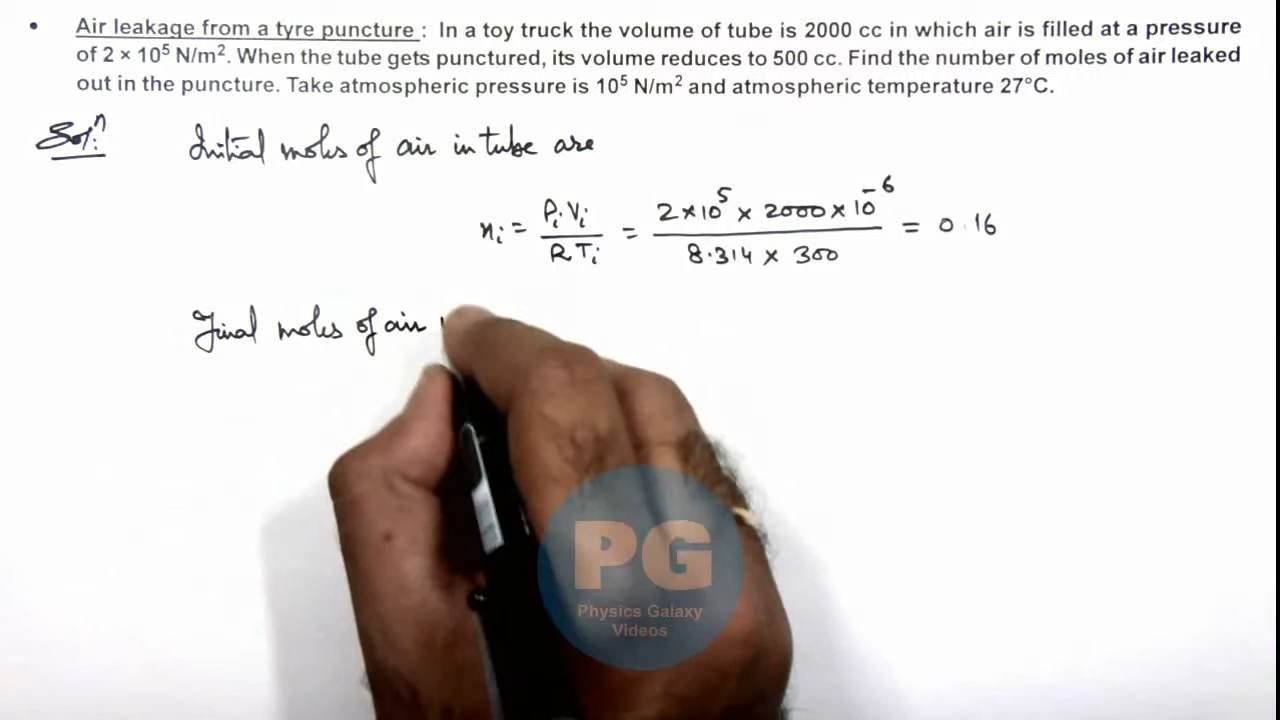 • Air leakage from a tyre puncture : In a toy truck the volume of tube is 2000 cc in which air is filled at a pressure
of 2 × 10⁵ N/m². When the tube gets punctured, its volume reduces to 500 cc. Find the number of moles of air leaked
out in the puncture. Take atmospheric pressure is 10⁵ N/m² and atmospheric temperature 27°C.
Solⁿ: Initial moles of air in tube are
nᵢ = PᵢVᵢ / RTᵢ = 2×10⁵ × 2000 × 10⁻⁶ / 8.314 × 300 = 0.16
Final moles of air
PG
Physics Galaxy
Videos